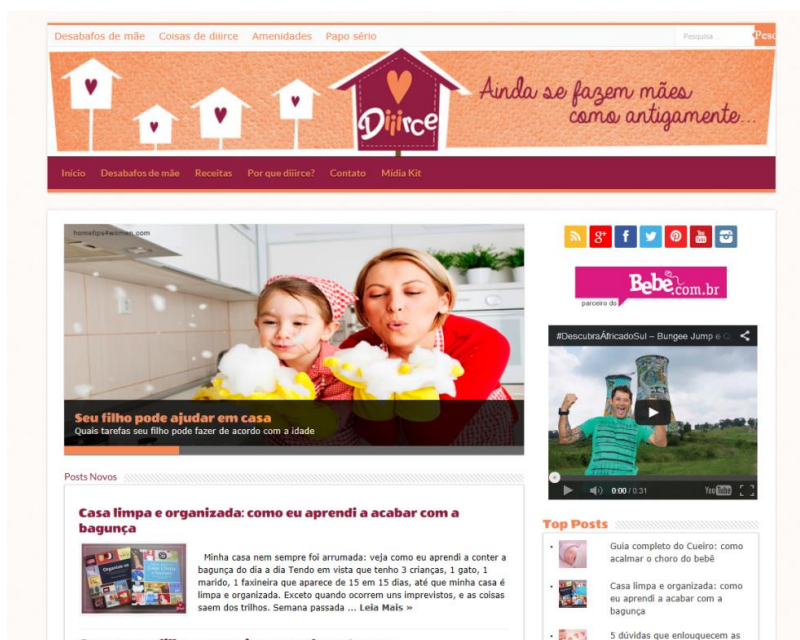 Desabafos de mãe Coisas de diiirce Amenidades Papo sério
Pesquisa ...
Diiirce
Ainda se fazem mães
como antigamente...
Início Desabafos de mãe Receitas Por que diiirce? Contato Mídia Kit
hometips4women.com
Seu filho pode ajudar em casa
Quais tarefas seu filho pode fazer de acordo com a idade
Posts Novos
Casa limpa e organizada: como eu aprendi a acabar com a
bagunça
Minha casa nem sempre foi arrumada: veja como eu aprendi a conter a
bagunça do dia a dia Tendo em vista que tenho 3 crianças, 1 gato, 1
marido, 1 faxineira que aparece de 15 em 15 dias, até que minha casa é
limpa e organizada. Exceto quando ocorrem uns imprevistos, e as coisas
saem dos trilhos. Semana passada ... Leia Mais »
Bebê.com.br
parceiro do
#DescubraÁfricadoSul – Bungee Jump e
0:00 / 0:31
YouTube
Top Posts
Guia completo do Cueiro: como
acalmar o choro do bebê
Casa limpa e organizada: como
eu aprendi a acabar com a
bagunça
5 dúvidas que enlouquecem as